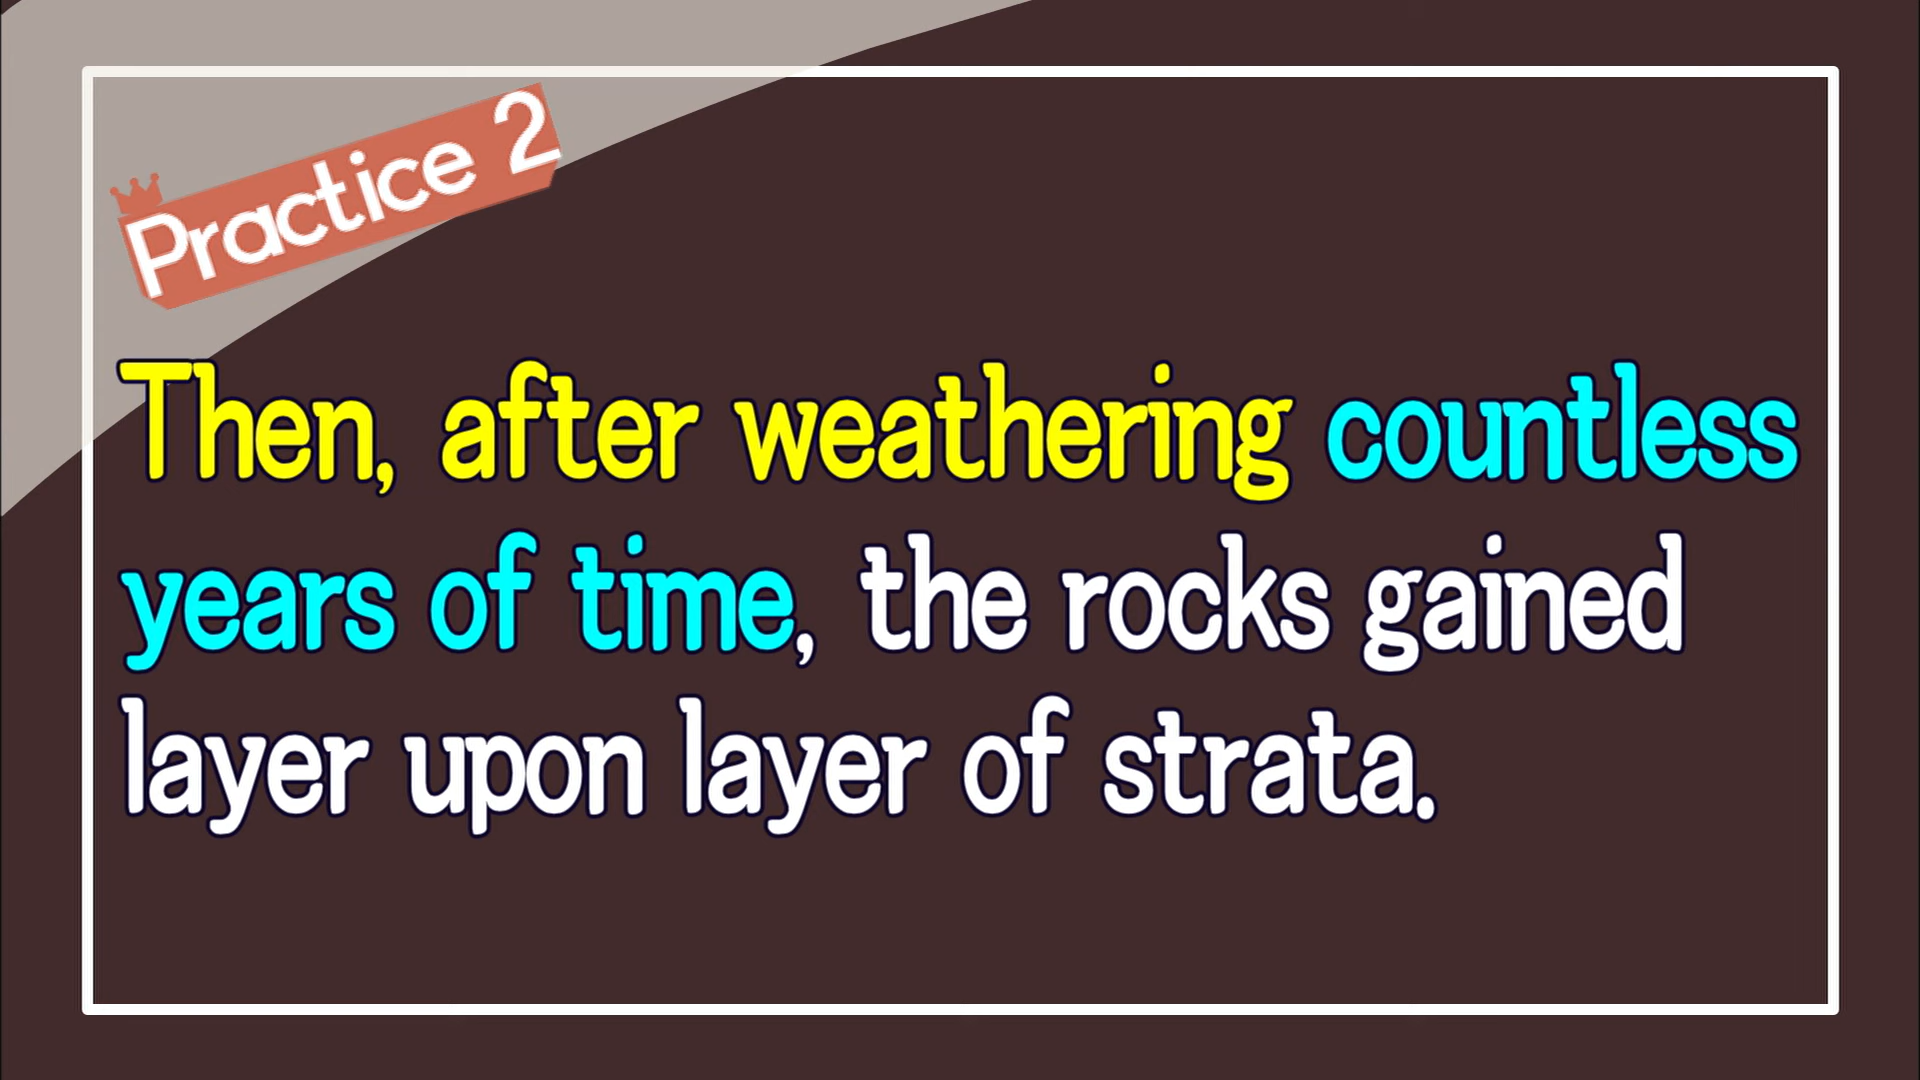 Practice 2
Then, after weathering countless
years of time, the rocks gained
layer upon layer of strata.